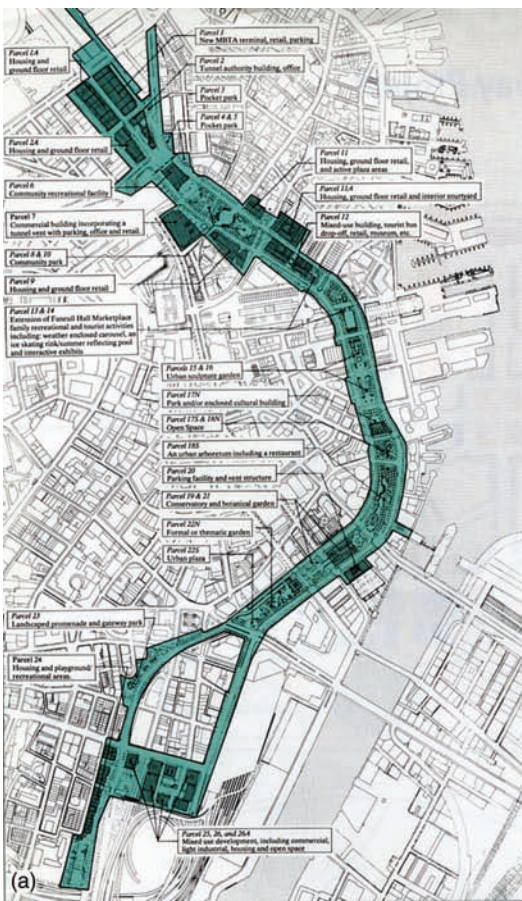 Parcel 1
New MBTA terminal, retail, parking
Parcel 1A
Housing and
ground floor retail
Parcel 2
Tunnel authority building, office
Parcel 3
Pocket park
Parcel 4 & 5
Pocket park
Parcel 2A
Housing and ground floor retail
Parcel 6
Community recreational facility
Parcel 11
Housing, ground floor retail,
and active plaza areas
Parcel 11A
Housing, ground floor retail and interior courtyard
Parcel 7
Commercial building incorporating a
tunnel vent with parking, office and retail.
Parcel 12
Mixed-use building, tourist bus
drop-off, retail, museum, etc.
Parcel 8 & 10
Community park
Parcel 9
Housing and ground floor retail
Parcel 13 & 14
Extension of Faneuil Hall Marketplace
family recreational and tourist activities
including: weather enclosed carousel, an
ice skating rink/summer reflecting pool
and interactive exhibits
Parcels 15 & 16
Urban sculpture garden
Parcel 17N
Park and/or enclosed cultural building
Parcel 17S & 18N
Open Space
Parcel 18S
An urban arboretum including a restaurant
Parcel 20
Parking facility and vent structure
Parcel 19 & 21
Conservatory and botanical garden
Parcel 22N
Formal or thematic garden
Parcel 22S
Urban plaza
Parcel 23
Landscaped promenade and gateway park
Parcel 24
Housing and playground/
recreational areas.
Parcel 25, 26, and 26A
Mixed use development, including commercial,
light industrial, housing and open space
(a)